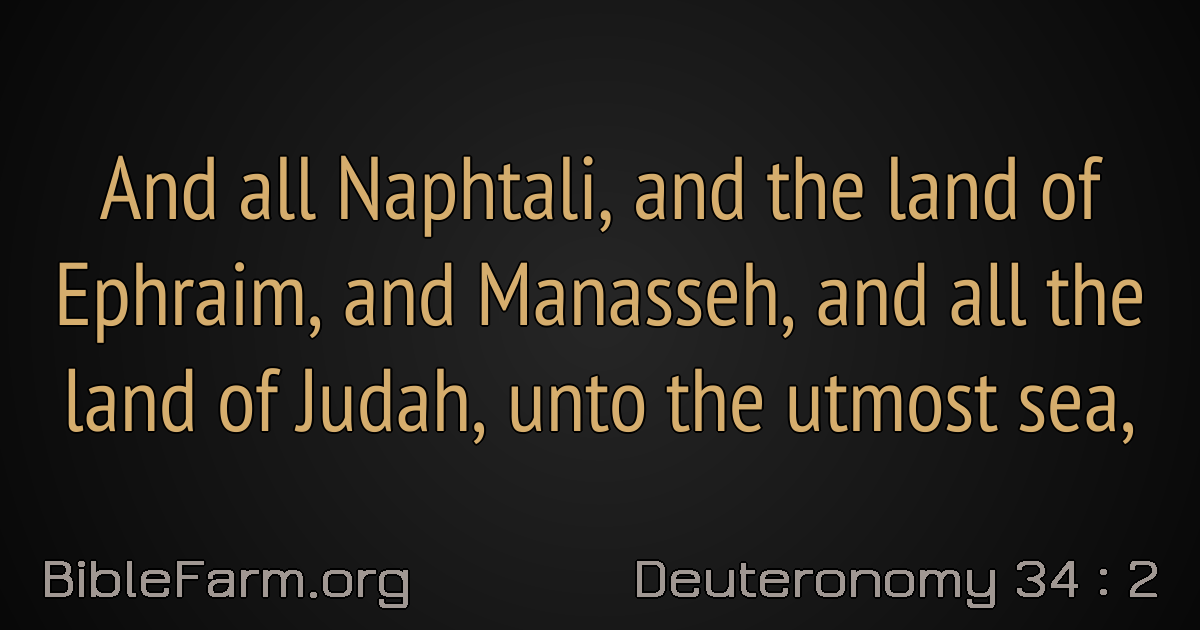 And all Naphtali, and the land of
Ephraim, and Manasseh, and all the
land of Judah, unto the utmost sea,
BibleFarm.org
Deuteronomy 34 : 2